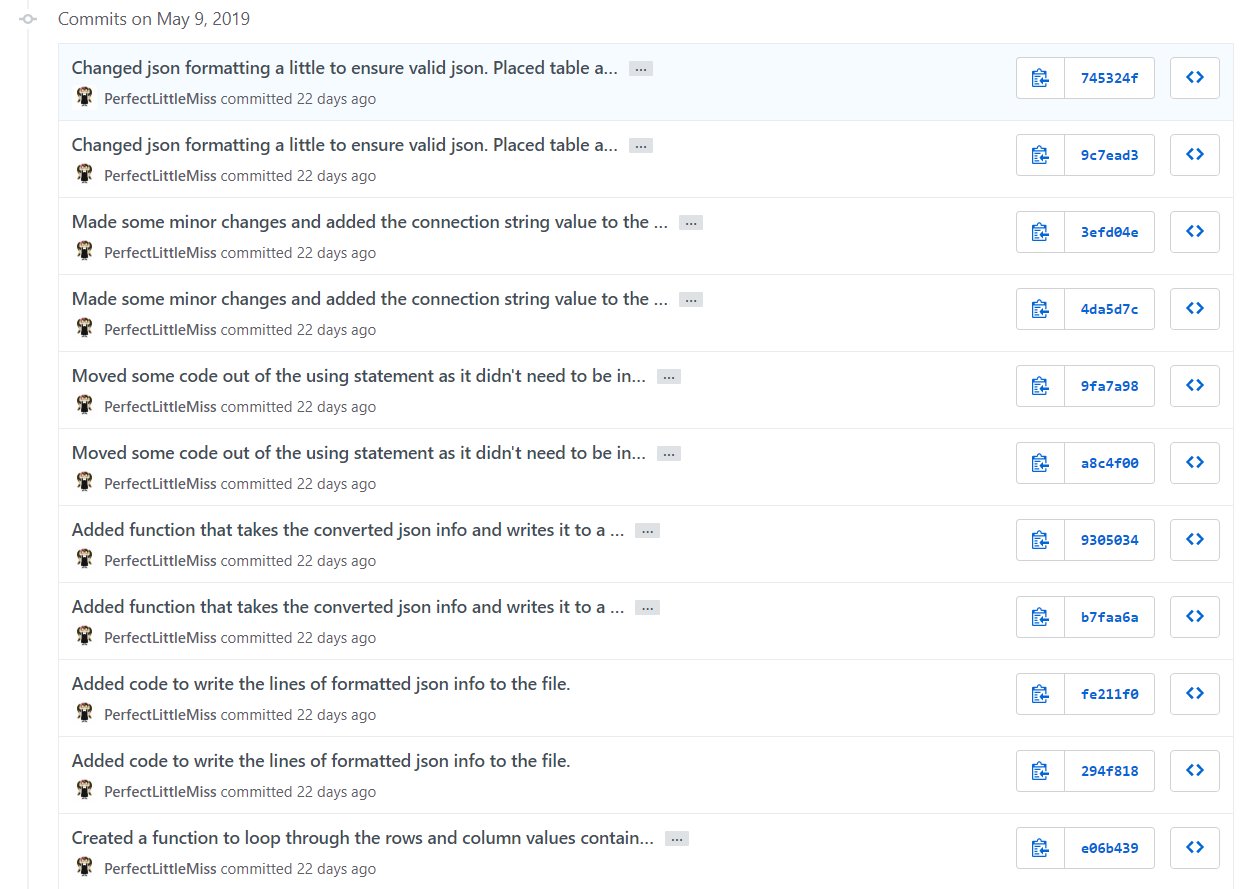 Commits on May 9, 2019
Changed json formatting a little to ensure valid json. Placed table a... ...
745324f
PerfectLittleMiss committed 22 days ago
Changed json formatting a little to ensure valid json. Placed table a... ...
9c7ead3
PerfectLittleMiss committed 22 days ago
Made some minor changes and added the connection string value to the ... ...
3efd04e
PerfectLittleMiss committed 22 days ago
Made some minor changes and added the connection string value to the ... ...
4da5d7c
PerfectLittleMiss committed 22 days ago
Moved some code out of the using statement as it didn't need to be in... ...
9fa7a98
PerfectLittleMiss committed 22 days ago
Moved some code out of the using statement as it didn't need to be in... ...
a8c4f00
PerfectLittleMiss committed 22 days ago
Added function that takes the converted json info and writes it to a ... ...
9305034
PerfectLittleMiss committed 22 days ago
Added function that takes the converted json info and writes it to a ... ...
b7faa6a
PerfectLittleMiss committed 22 days ago
Added code to write the lines of formatted json info to the file.
fe211f0
PerfectLittleMiss committed 22 days ago
Added code to write the lines of formatted json info to the file.
294f818
PerfectLittleMiss committed 22 days ago
Created a function to loop through the rows and column values contain... ...
e06b439
PerfectLittleMiss committed 22 days ago